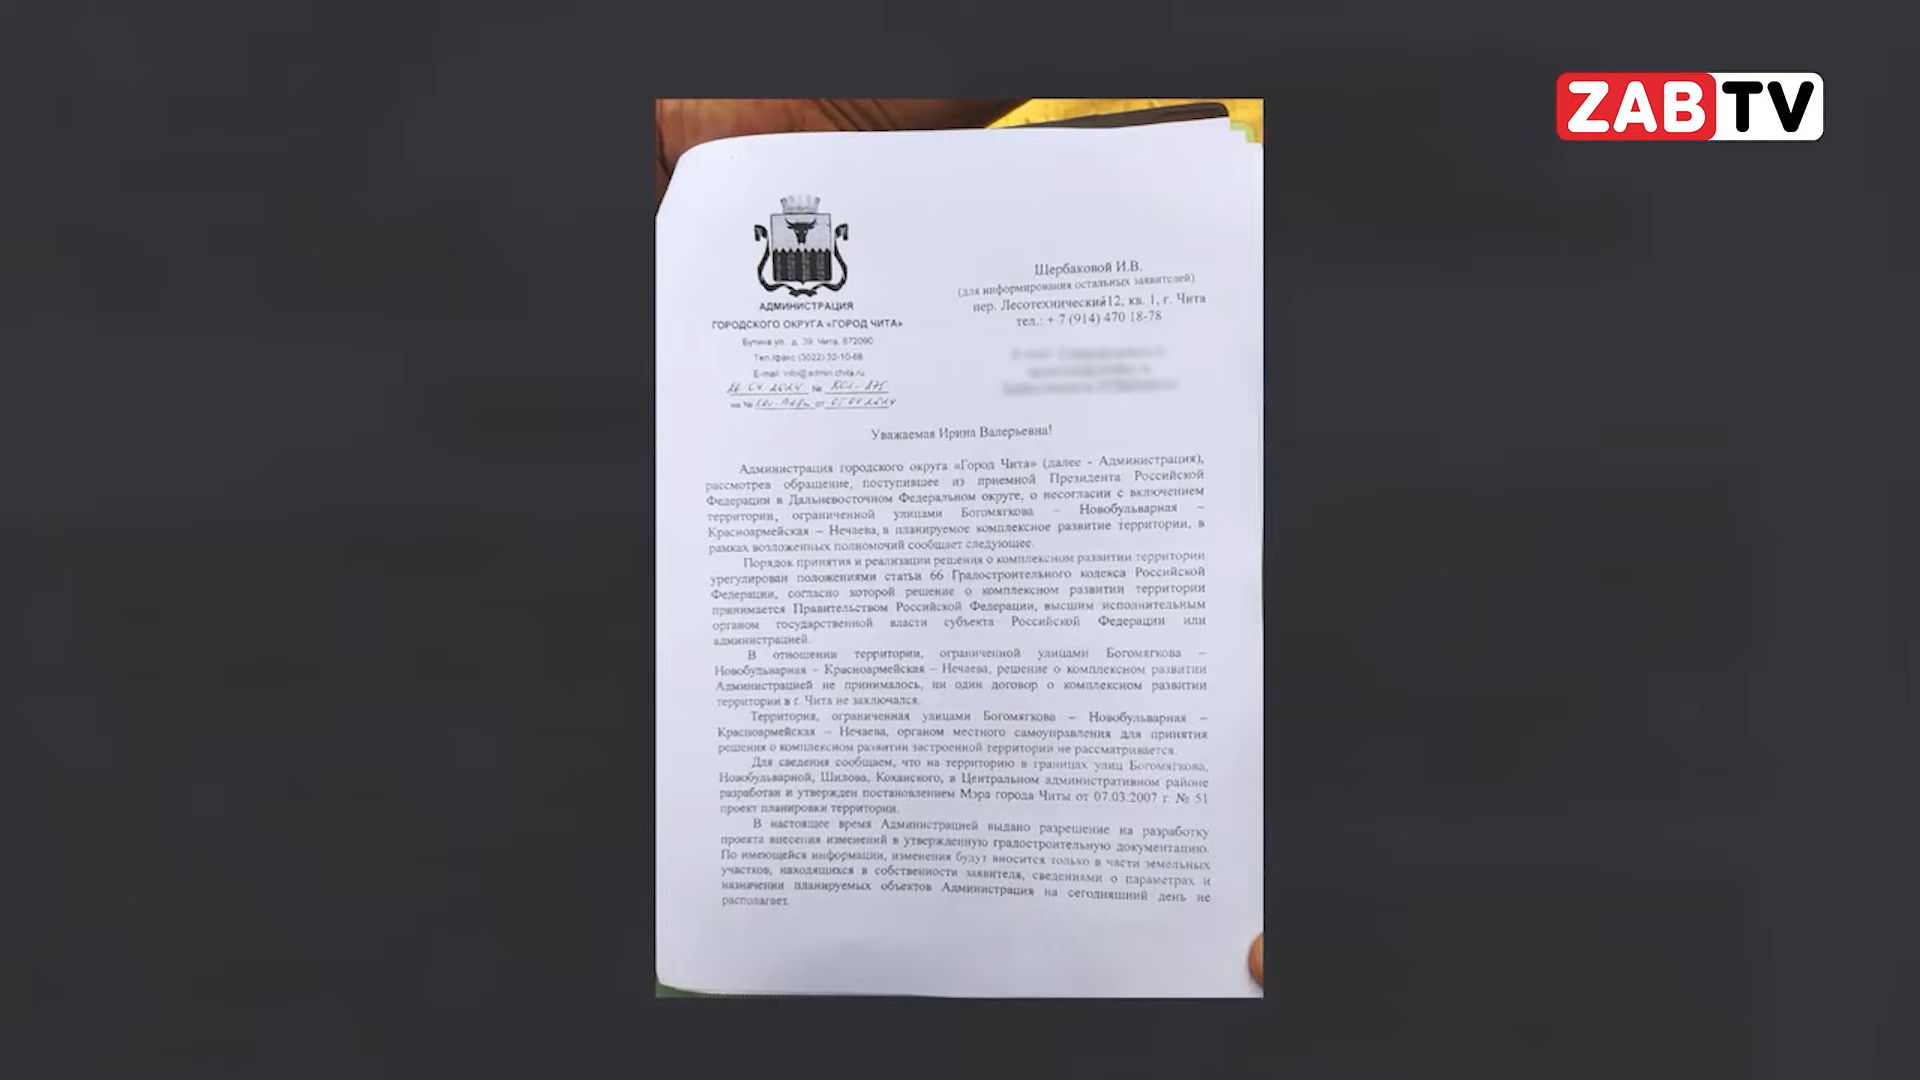 ZABTV
АДМИНИСТРАЦИЯ
ГОРОДСКОГО ОКРУГА «ГОРОД ЧИТА»
Бутина ул., д. 39, Чита, 672090
Тел./факс (3022) 32-10-68
E-mail: info@admin.chita.ru
№
на № от
Щербаковой И.В.
(для информирования остальных заявителей)
пер. Лесотехнический 12, кв. 1, г. Чита
тел.: + 7 (914) 470 18-78
Уважаемая Ирина Валерьевна!
Администрация городского округа «Город Чита» (далее - Администрация),
рассмотрев обращение, поступившее из приемной Президента Российской
Федерации в Дальневосточном Федеральном округе, о несогласии с включением
территории, ограниченной улицами Богомягкова – Новобульварная –
Красноармейская – Нечаева, в планируемое комплексное развитие территории, в
рамках возложенных полномочий сообщает следующее.
Порядок принятия и реализации решения о комплексном развитии территории
урегулирован положениями статьи 66 Градостроительного кодекса Российской
Федерации, согласно которой решение о комплексном развитии территории
принимается Правительством Российской Федерации, высшим исполнительным
органом государственной власти субъекта Российской Федерации или
администрацией.
В отношении территории, ограниченной улицами Богомягкова –
Новобульварная – Красноармейская – Нечаева, решение о комплексном развитии
Администрацией не принималось, ни один договор о комплексном развитии
территории в г. Чита не заключался.
Территория, ограниченная улицами Богомягкова – Новобульварная –
Красноармейская – Нечаева, органом местного самоуправления для принятия
решения о комплексном развитии застроенной территории не рассматривается.
Для сведения сообщаем, что на территорию в границах улиц Богомягкова,
Новобульварной, Шилова, Коханского, в Центральном административном районе
разработан и утвержден постановлением Мэра города Читы от 07.03.2007 г. № 51
проект планировки территории.
В настоящее время Администрацией выдано разрешение на разработку
проекта внесения изменений в утвержденную градостроительную документацию.
По имеющейся информации, изменения будут вносится только в части земельных
участков, находящихся в собственности заявителя, сведениями о параметрах и
назначении планируемых объектов Администрация на сегодняшний день не
располагает.